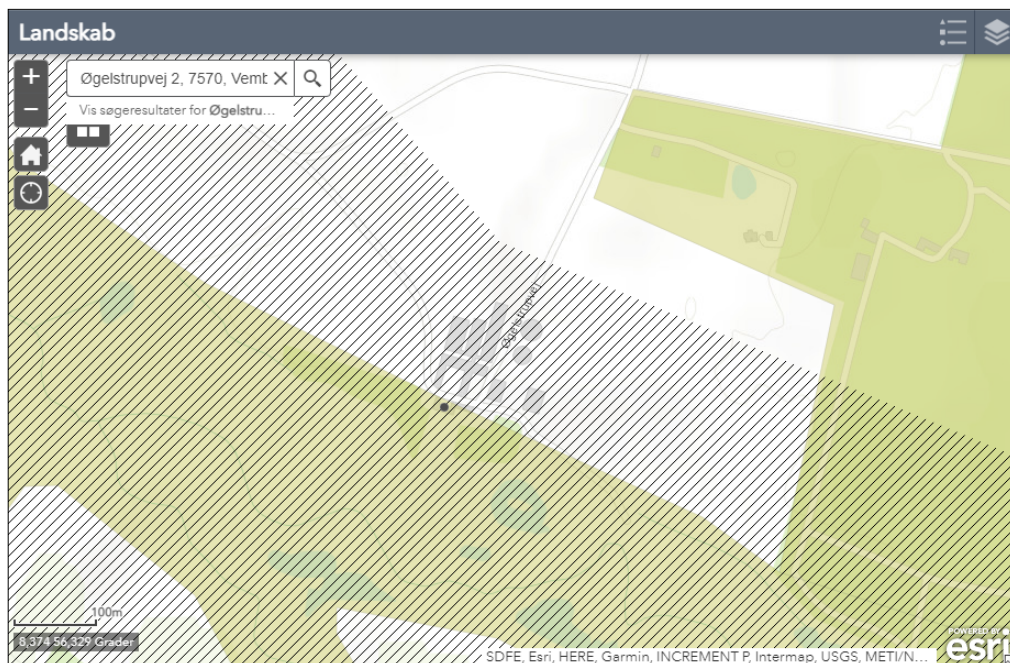 Landskab
Øgelstrupvej 2, 7570, Vemb
Vis søgeresultater for Øgelstru...
Øgelstrupvej
100m
8,374 56,329 Grader
SDFE, Esri, HERE, Garmin, INCREMENT P, Intermap, USGS, METI/N...
POWERED BY
esri